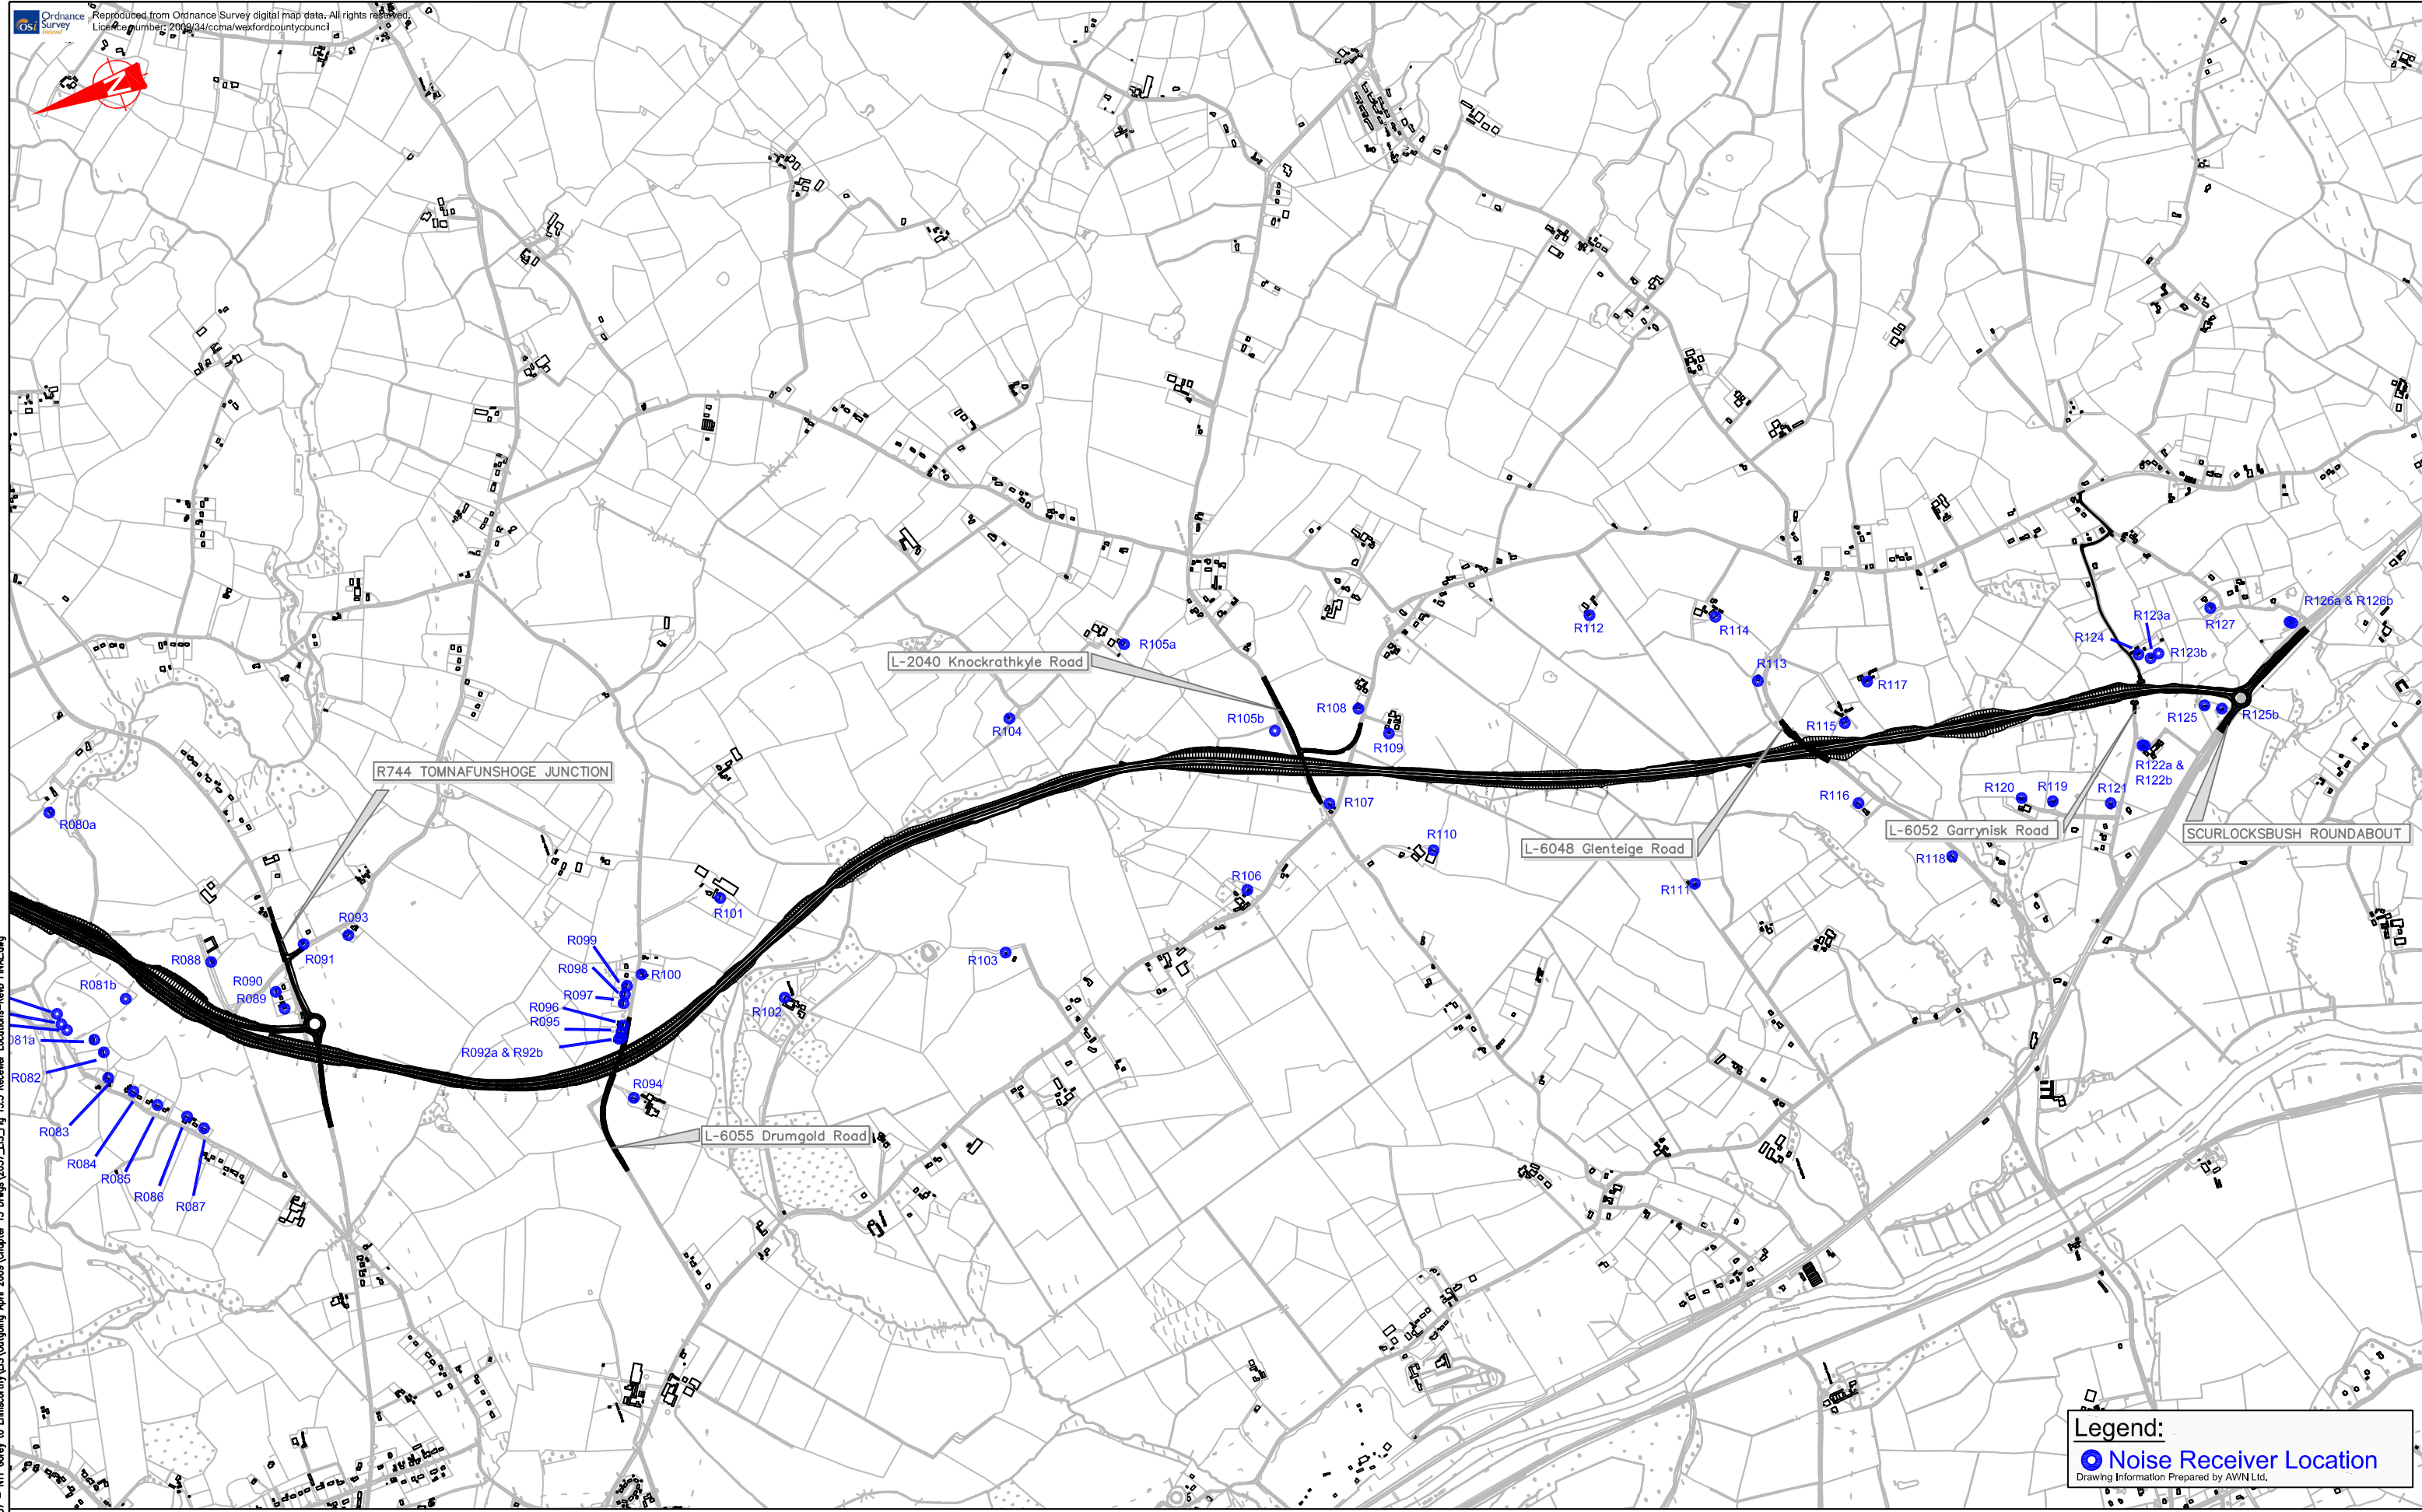 Ordnance
Survey
Ireland
OSi
Reproduced from Ordnance Survey digital map data. All rights reserved.
Licence number: 2009/34/ccma/wexfordcountycouncil
N
R126a & R126b
R123a
R127
R112
R114
R124
R105a
R123b
L-2040 Knockrathkyle Road
R113
R117
R108
R105b
R125
R125b
R104
R115
R109
R122a &
R122b
R744 TOMNAFUNSHOGE JUNCTION
R120
R119
R121
R116
R107
R080a
L-6052 Garrynisk Road
SCURLOCKSBUSH ROUNDABOUT
R110
L-6048 Glenteige Road
R118
R106
R111
R101
R093
R099
R091
R088
R103
R098
R100
R090
R081b
R097
R089
R096
R102
R095
081a
R092a & R92b
R082
R094
R083
L-6055 Drumgold Road
R084
R085
R086
R087
Legend:
Noise Receiver Location
Drawing Information Prepared by AWN Ltd.